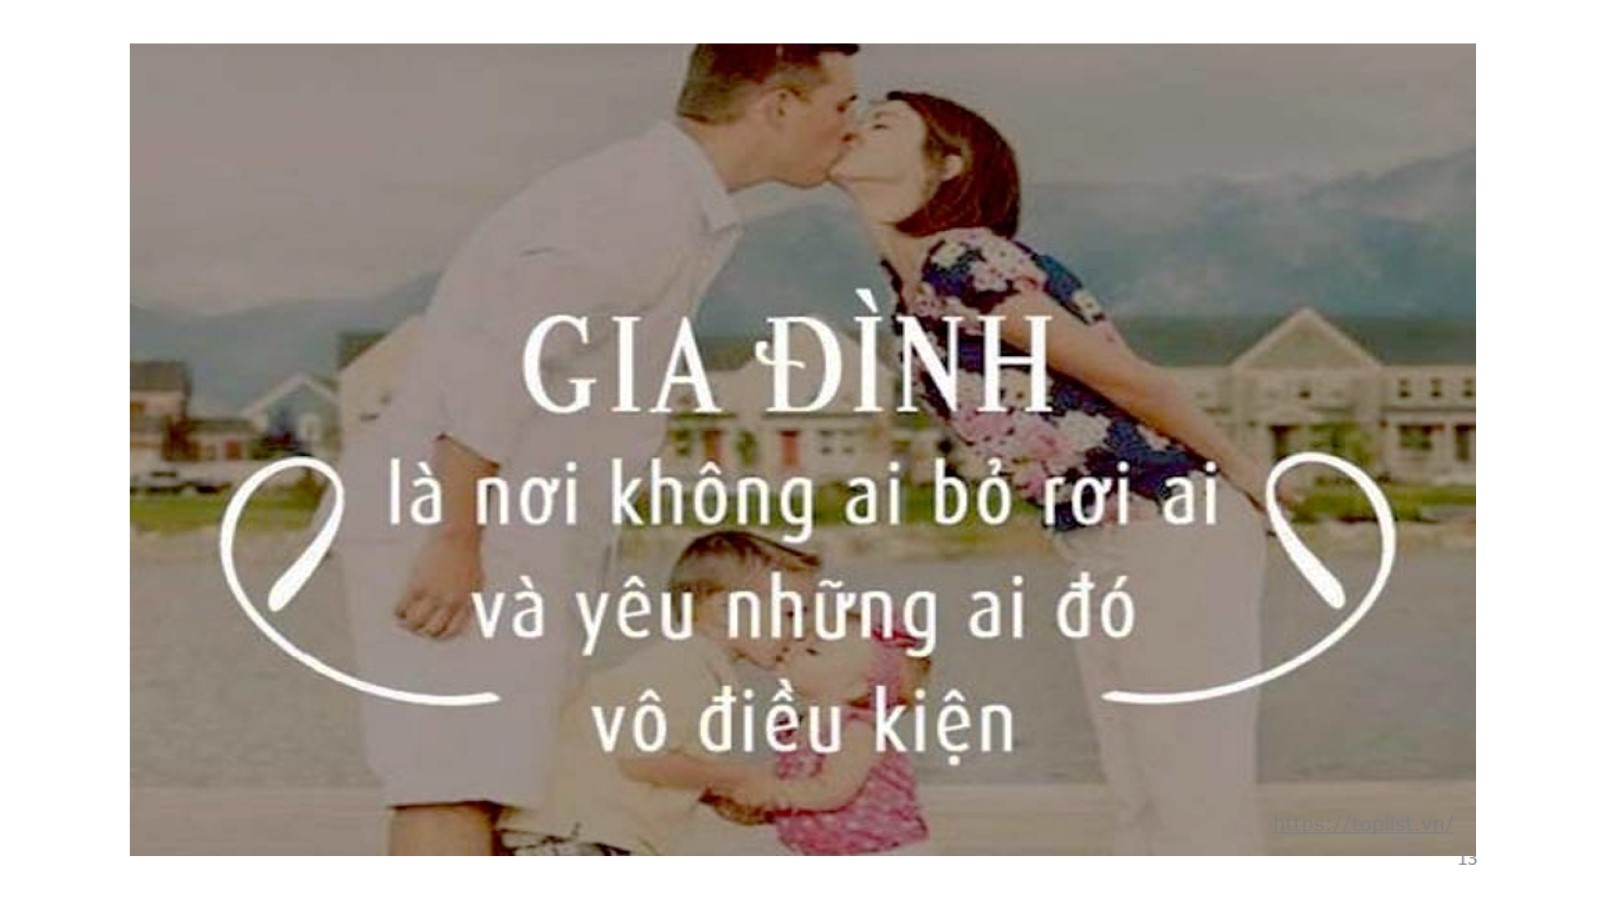 GIA ĐÌNH
là nơi không ai bỏ rơi ai
và yêu những ai đó
vô điều kiện
https://toplist.vn/
13